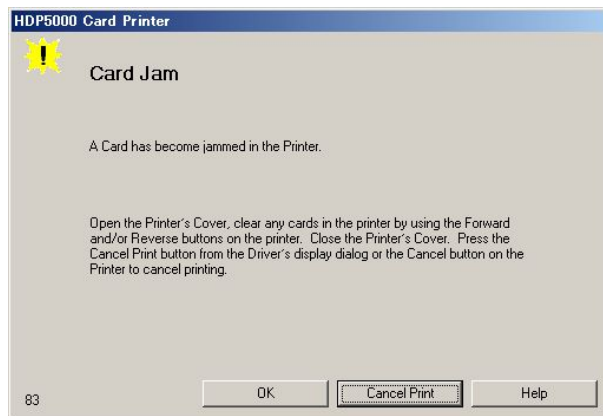 HDP5000 Card Printer
Card Jam
A Card has become jammed in the Printer.
Open the Printer's Cover, clear any cards in the printer by using the Forward
and/or Reverse buttons on the printer.  Close the Printer's Cover.  Press the
Cancel Print button from the Driver's display dialog or the Cancel button on the
Printer to cancel printing.
83
OK
Cancel Print
Help